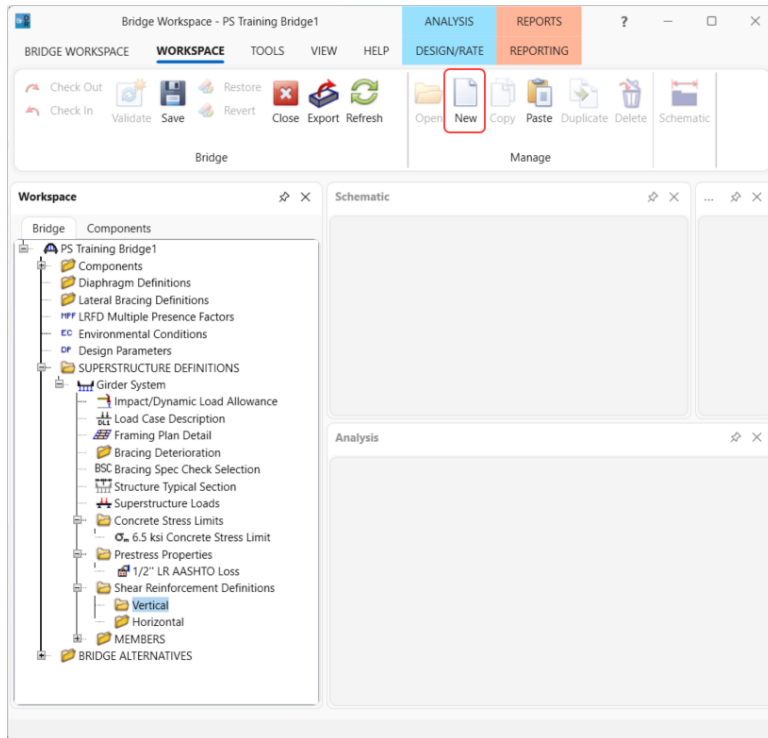 Bridge Workspace - PS Training Bridge1
ANALYSIS
REPORTS
?
BRIDGE WORKSPACE
WORKSPACE
TOOLS
VIEW
HELP
DESIGN/RATE
REPORTING
Check Out
Check In
Validate
Save
Restore
Revert
Close
Export
Refresh
Open
New
Copy
Paste
Duplicate
Delete
Schematic
Bridge
Manage
Workspace
Schematic
...
Bridge
Components
PS Training Bridge1
Components
Diaphragm Definitions
Lateral Bracing Definitions
MPF LRFD Multiple Presence Factors
EC Environmental Conditions
DP Design Parameters
SUPERSTRUCTURE DEFINITIONS
Girder System
Impact/Dynamic Load Allowance
DL1 Load Case Description
Framing Plan Detail
Bracing Deterioration
BSC Bracing Spec Check Selection
Structure Typical Section
Superstructure Loads
Concrete Stress Limits
6.5 ksi Concrete Stress Limit
Prestress Properties
1/2" LR AASHTO Loss
Shear Reinforcement Definitions
Vertical
Horizontal
MEMBERS
BRIDGE ALTERNATIVES
Analysis